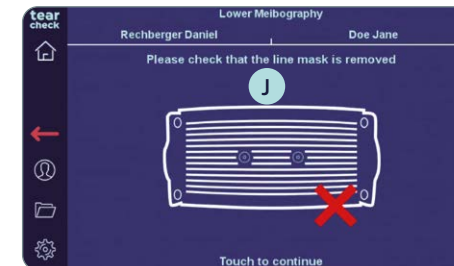 tear
check
Lower Meibography
Rechberger Daniel Doe Jane
Please check that the line mask is removed
J
Touch to continue